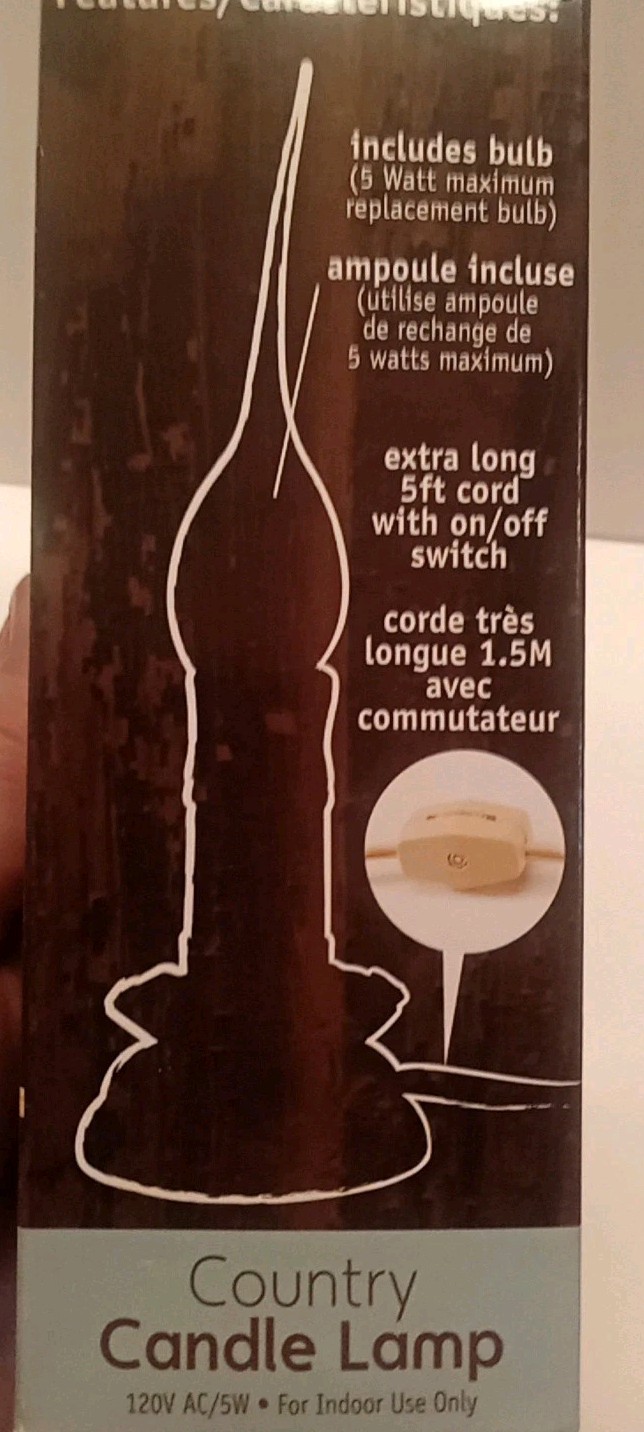 Features/Caractéristiques:
includes bulb
(5 Watt maximum
replacement bulb)
ampoule incluse
(utilise ampoule
de rechange de
5 watts maximum)
extra long
5ft cord
with on/off
switch
corde très
longue 1.5M
avec
commutateur
Country
Candle Lamp
120V AC/5W • For Indoor Use Only